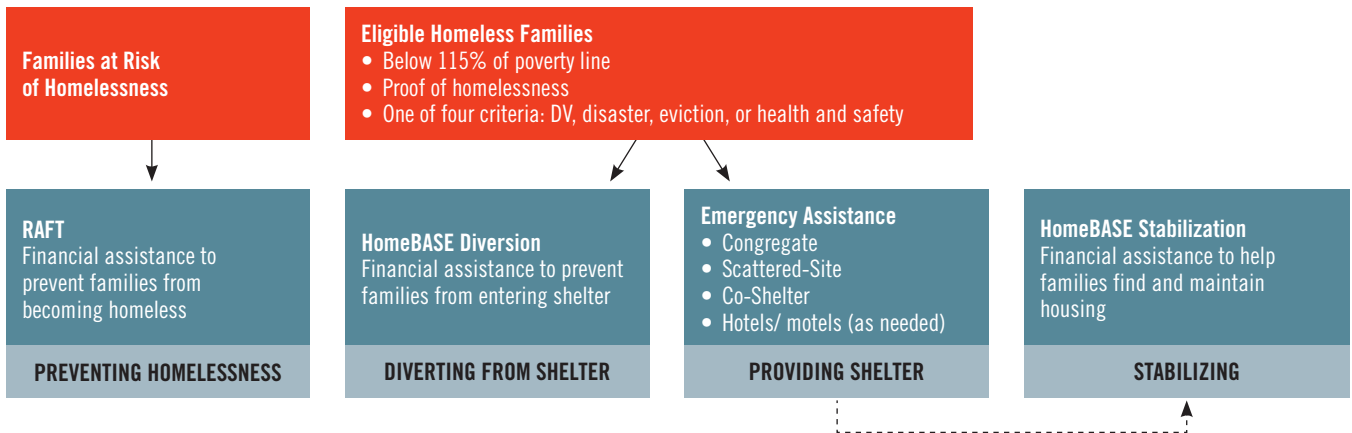 Families at Risk
of Homelessness
Eligible Homeless Families
• Below 115% of poverty line
• Proof of homelessness
• One of four criteria: DV, disaster, eviction, or health and safety
RAFT
Financial assistance to
prevent families from
becoming homeless
PREVENTING HOMELESSNESS
HomeBASE Diversion
Financial assistance to prevent
families from entering shelter
DIVERTING FROM SHELTER
Emergency Assistance
• Congregate
• Scattered-Site
• Co-Shelter
• Hotels/ motels (as needed)
PROVIDING SHELTER
HomeBASE Stabilization
Financial assistance to help
families find and maintain
housing
STABILIZING